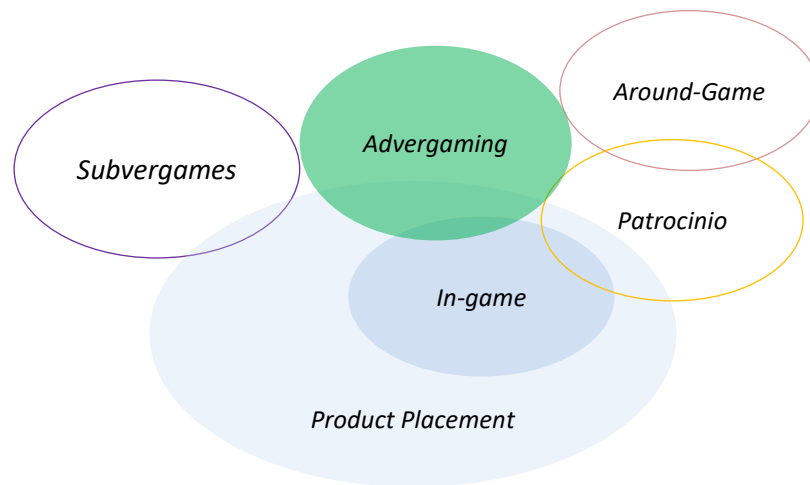 Around-Game
Advergaming
Subvergames
Patrocinio
In-game
Product Placement